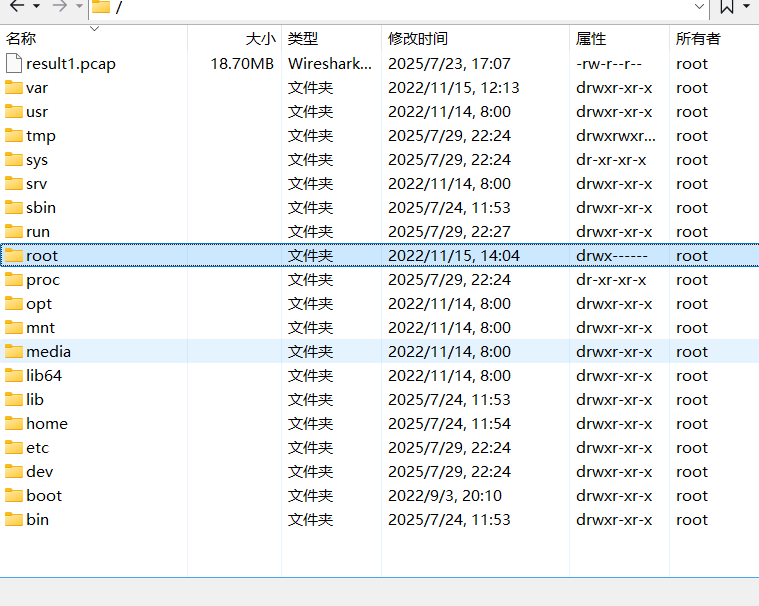 /
名称 大小 类型 修改时间 属性 所有者
result1.pcap 18.70MB Wireshark... 2025/7/23, 17:07 -rw-r--r-- root
var 文件夹 2022/11/15, 12:13 drwxr-xr-x root
usr 文件夹 2022/11/14, 8:00 drwxr-xr-x root
tmp 文件夹 2025/7/29, 22:24 drwxrwxr... root
sys 文件夹 2025/7/29, 22:24 dr-xr-xr-x root
srv 文件夹 2022/11/14, 8:00 drwxr-xr-x root
sbin 文件夹 2025/7/24, 11:53 drwxr-xr-x root
run 文件夹 2025/7/29, 22:27 drwxr-xr-x root
root 文件夹 2022/11/15, 14:04 drwx------ root
proc 文件夹 2025/7/29, 22:24 dr-xr-xr-x root
opt 文件夹 2022/11/14, 8:00 drwxr-xr-x root
mnt 文件夹 2022/11/14, 8:00 drwxr-xr-x root
media 文件夹 2022/11/14, 8:00 drwxr-xr-x root
lib64 文件夹 2022/11/14, 8:00 drwxr-xr-x root
lib 文件夹 2025/7/24, 11:53 drwxr-xr-x root
home 文件夹 2025/7/24, 11:54 drwxr-xr-x root
etc 文件夹 2025/7/29, 22:24 drwxr-xr-x root
dev 文件夹 2025/7/29, 22:24 drwxr-xr-x root
boot 文件夹 2022/9/3, 20:10 drwxr-xr-x root
bin 文件夹 2025/7/24, 11:53 drwxr-xr-x root